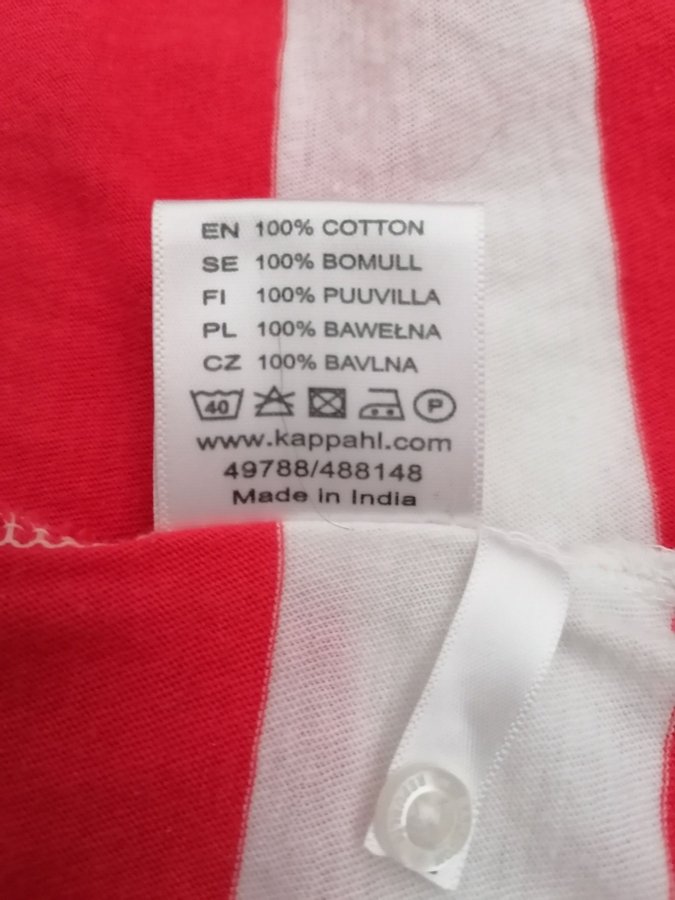 EN 100% COTTON
SE 100% BOMULL
FI 100% PUUVILLA
PL 100% BAWEŁNA
CZ 100% BAVLNA
40 P
www.kappahl.com
49788/488148
Made in India